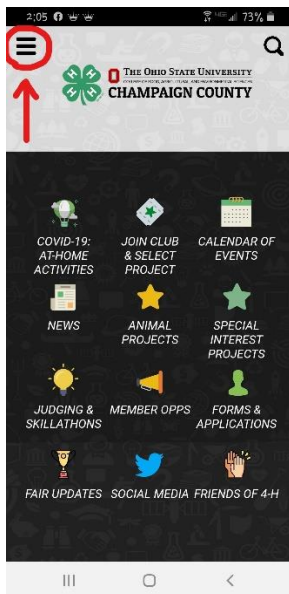 2:05 73%
THE OHIO STATE UNIVERSITY
CHAMPAIGN COUNTY
COVID-19:
AT-HOME
ACTIVITIES
JOIN CLUB
& SELECT
PROJECT
CALENDAR OF
EVENTS
NEWS
ANIMAL
PROJECTS
SPECIAL
INTEREST
PROJECTS
JUDGING &
SKILLATHONS
MEMBER OPPS
FORMS &
APPLICATIONS
FAIR UPDATES
SOCIAL MEDIA
FRIENDS OF 4-H